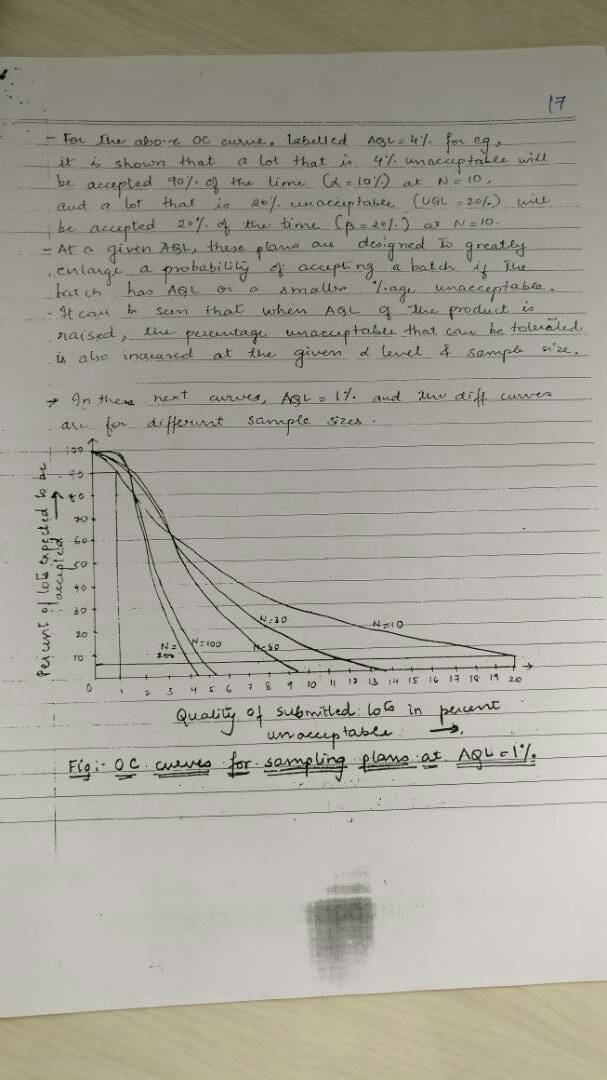 17
- For the above OC curve, labelled AQL = 4% for eg,
it is shown that a lot that is 4% unacceptable will
be accepted 90% of the time (α = 10%) at N = 10,
and a lot that is 20% unacceptable (UQL = 20%) will
be accepted 20% of the time (β = 20%) at N = 10.
- At a given AQL, these plans are designed to greatly
enlarge a probability of accepting a batch if the
batch has AQL or a smaller %age unacceptable.
- It can be seen that when AQL of the product is
raised, the percentage unacceptable that can be tolerated
is also increased at the given α level & sample size.
→ In these next curves, AQL = 1% and the diff curves
are for different sample sizes.
Percent of lots expected to be
accepted →
100
90
80
70
60
50
40
30
20
10
0
N=30
N=10
N=
200
N=100
N=50
1 2 3 4 5 6 7 8 9 10 11 12 13 14 15 16 17 18 19 20
Quality of submitted lots in percent
unacceptable →
Fig:- OC curves for sampling plans at AQL = 1%